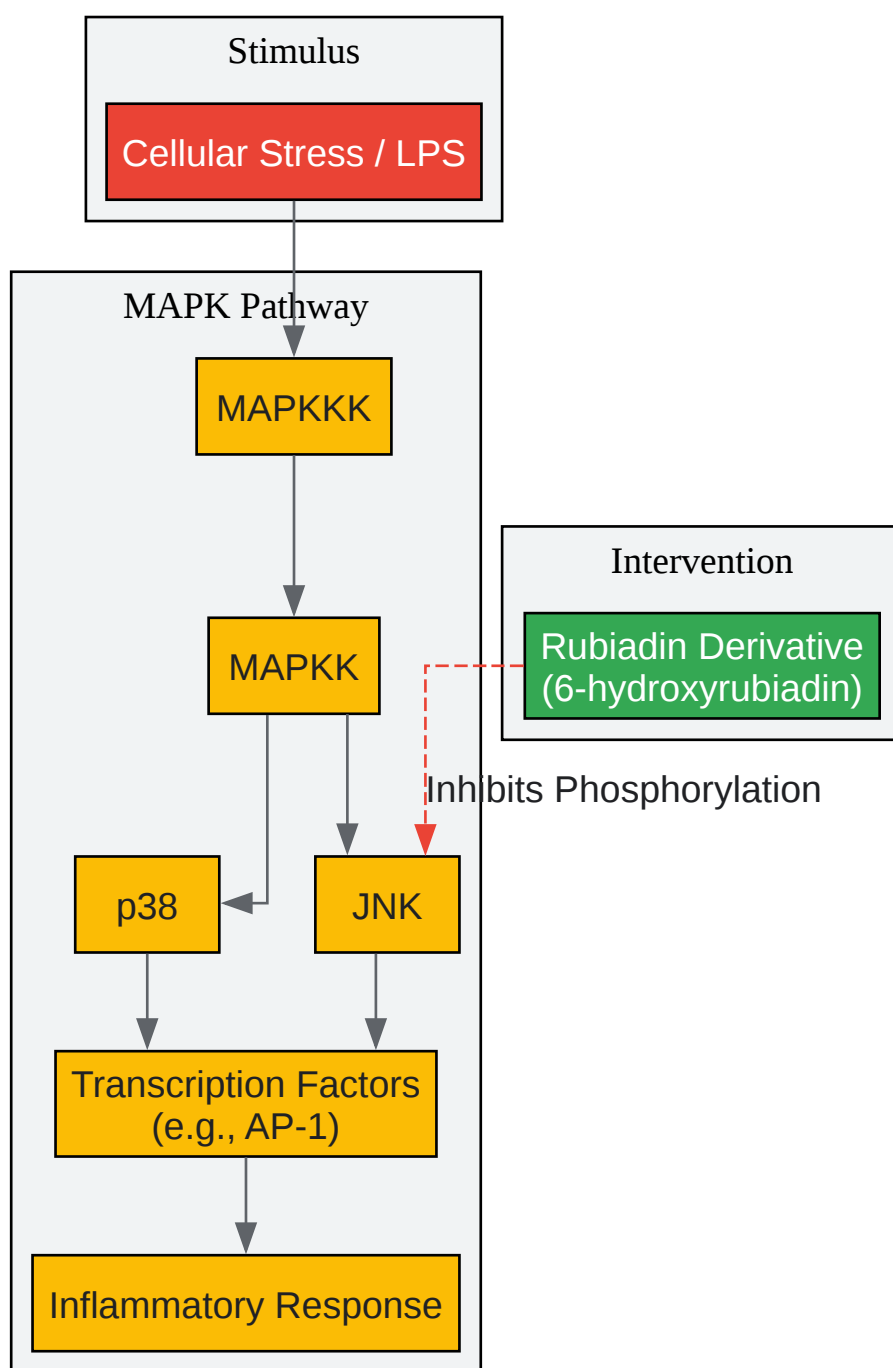 Stimulus
Cellular Stress / LPS
MAPK Pathway
MAPKKK
Intervention
MAPKK
Rubiadin Derivative
(6-hydroxyrubiadin)
Inhibits Phosphorylation
p38
JNK
Transcription Factors
(e.g., AP-1)
Inflammatory Response